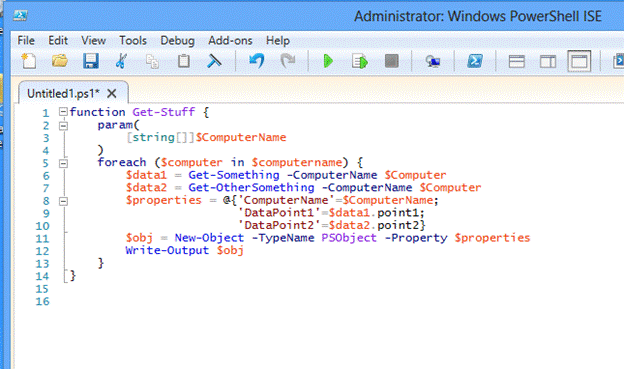 Administrator: Windows PowerShell ISE
File Edit View Tools Debug Add-ons Help
Untitled1.ps1* X
1 function Get-Stuff {
2 param(
3 [string[]]$ComputerName
4 )
5 foreach ($computer in $computername) {
6 $data1 = Get-Something -ComputerName $Computer
7 $data2 = Get-OtherSomething -ComputerName $Computer
8 $properties = @{'ComputerName'=$ComputerName;
9 'DataPoint1'=$data1.point1;
10 'DataPoint2'=$data2.point2}
11 $obj = New-Object -TypeName PSObject -Property $properties
12 Write-Output $obj
13 }
14 }
15
16